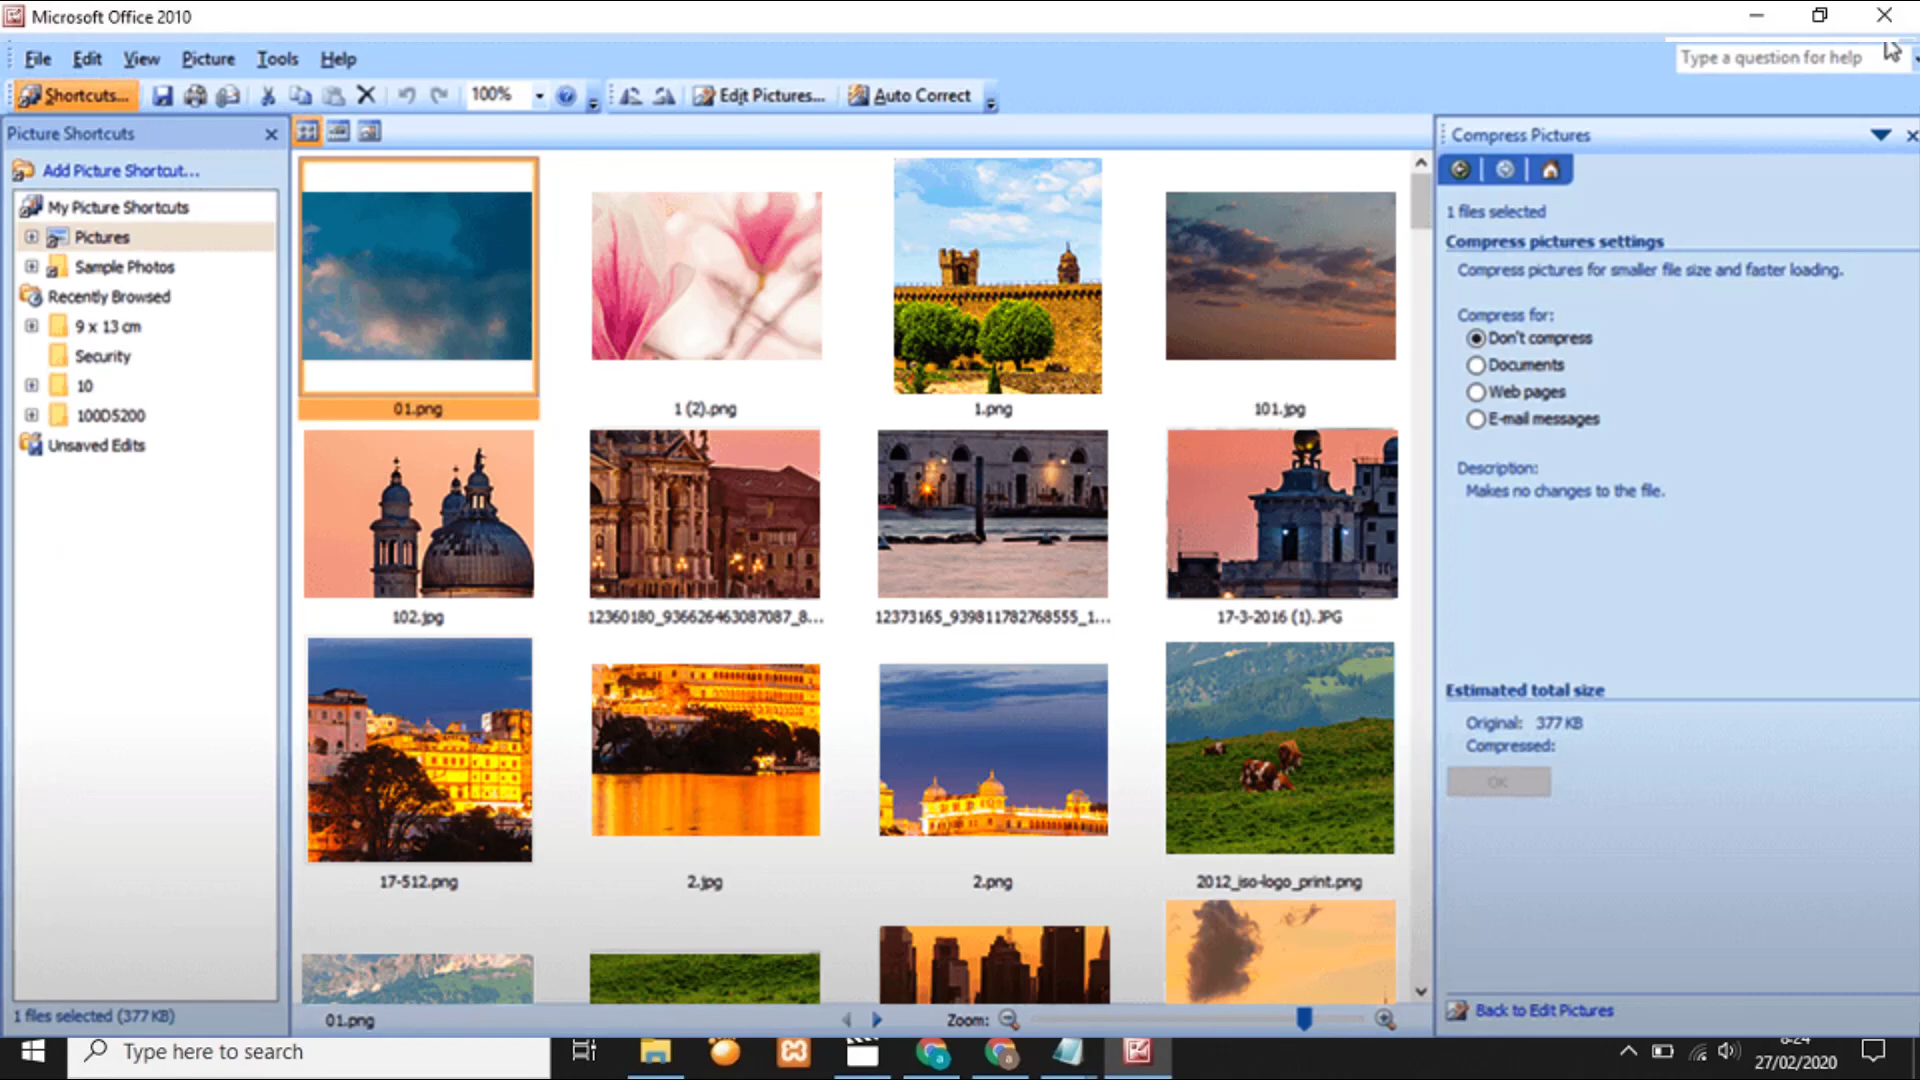 Microsoft Office 2010
File Edit View Picture Tools Help
Type a question for help
Shortcuts...
100%
Edit Pictures...
Auto Correct
Picture Shortcuts
Add Picture Shortcut...
My Picture Shortcuts
Pictures
Sample Photos
Recently Browsed
9 x 13 cm
Security
10
100D5200
Unsaved Edits
1 files selected (377 KB)
01.png
1 (2).png
1.png
101.jpg
102.jpg
12360180_936626463087087_8...
12373165_939811782768555_1...
17-3-2016 (1).JPG
17-512.png
2.jpg
2.png
2012_iso-logo_print.png
01.png
Zoom:
Compress Pictures
1 files selected
Compress pictures settings
Compress pictures for smaller file size and faster loading.
Compress for:
Don't compress
Documents
Web pages
E-mail messages
Description:
Makes no changes to the file.
Estimated total size
Original: 377 KB
Compressed:
OK
Back to Edit Pictures
Type here to search
27/02/2020